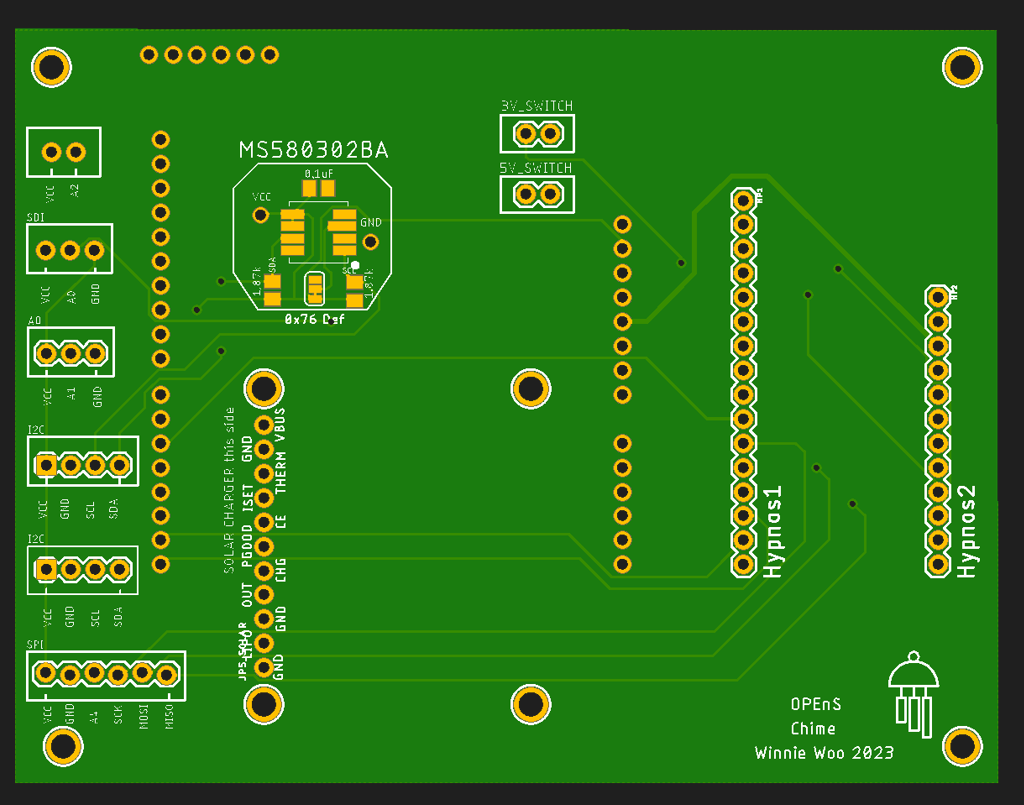 3V_SWITCH
MS580302BA
5V_SWITCH
0.1uF
VCC A2
VCC
HP1
SDI
GND
SDA
SCL
1.87k
1.87k
VCC A0 GND
HP2
A0
0x76 Def
VCC A1 GND
SOLAR CHARGER this side
VBUS
GND
THERM
ISET
CE
PGOOD
CHG
OUT
GND
LIPO
GND
JP5 SOLAR
I2C
VCC GND SCL SDA
Hypnos1
Hypnos2
I2C
VCC GND SCL SDA
SPI
VCC GND A1 SCK MOSI MISO
OPEnS
Chime
Winnie Woo 2023